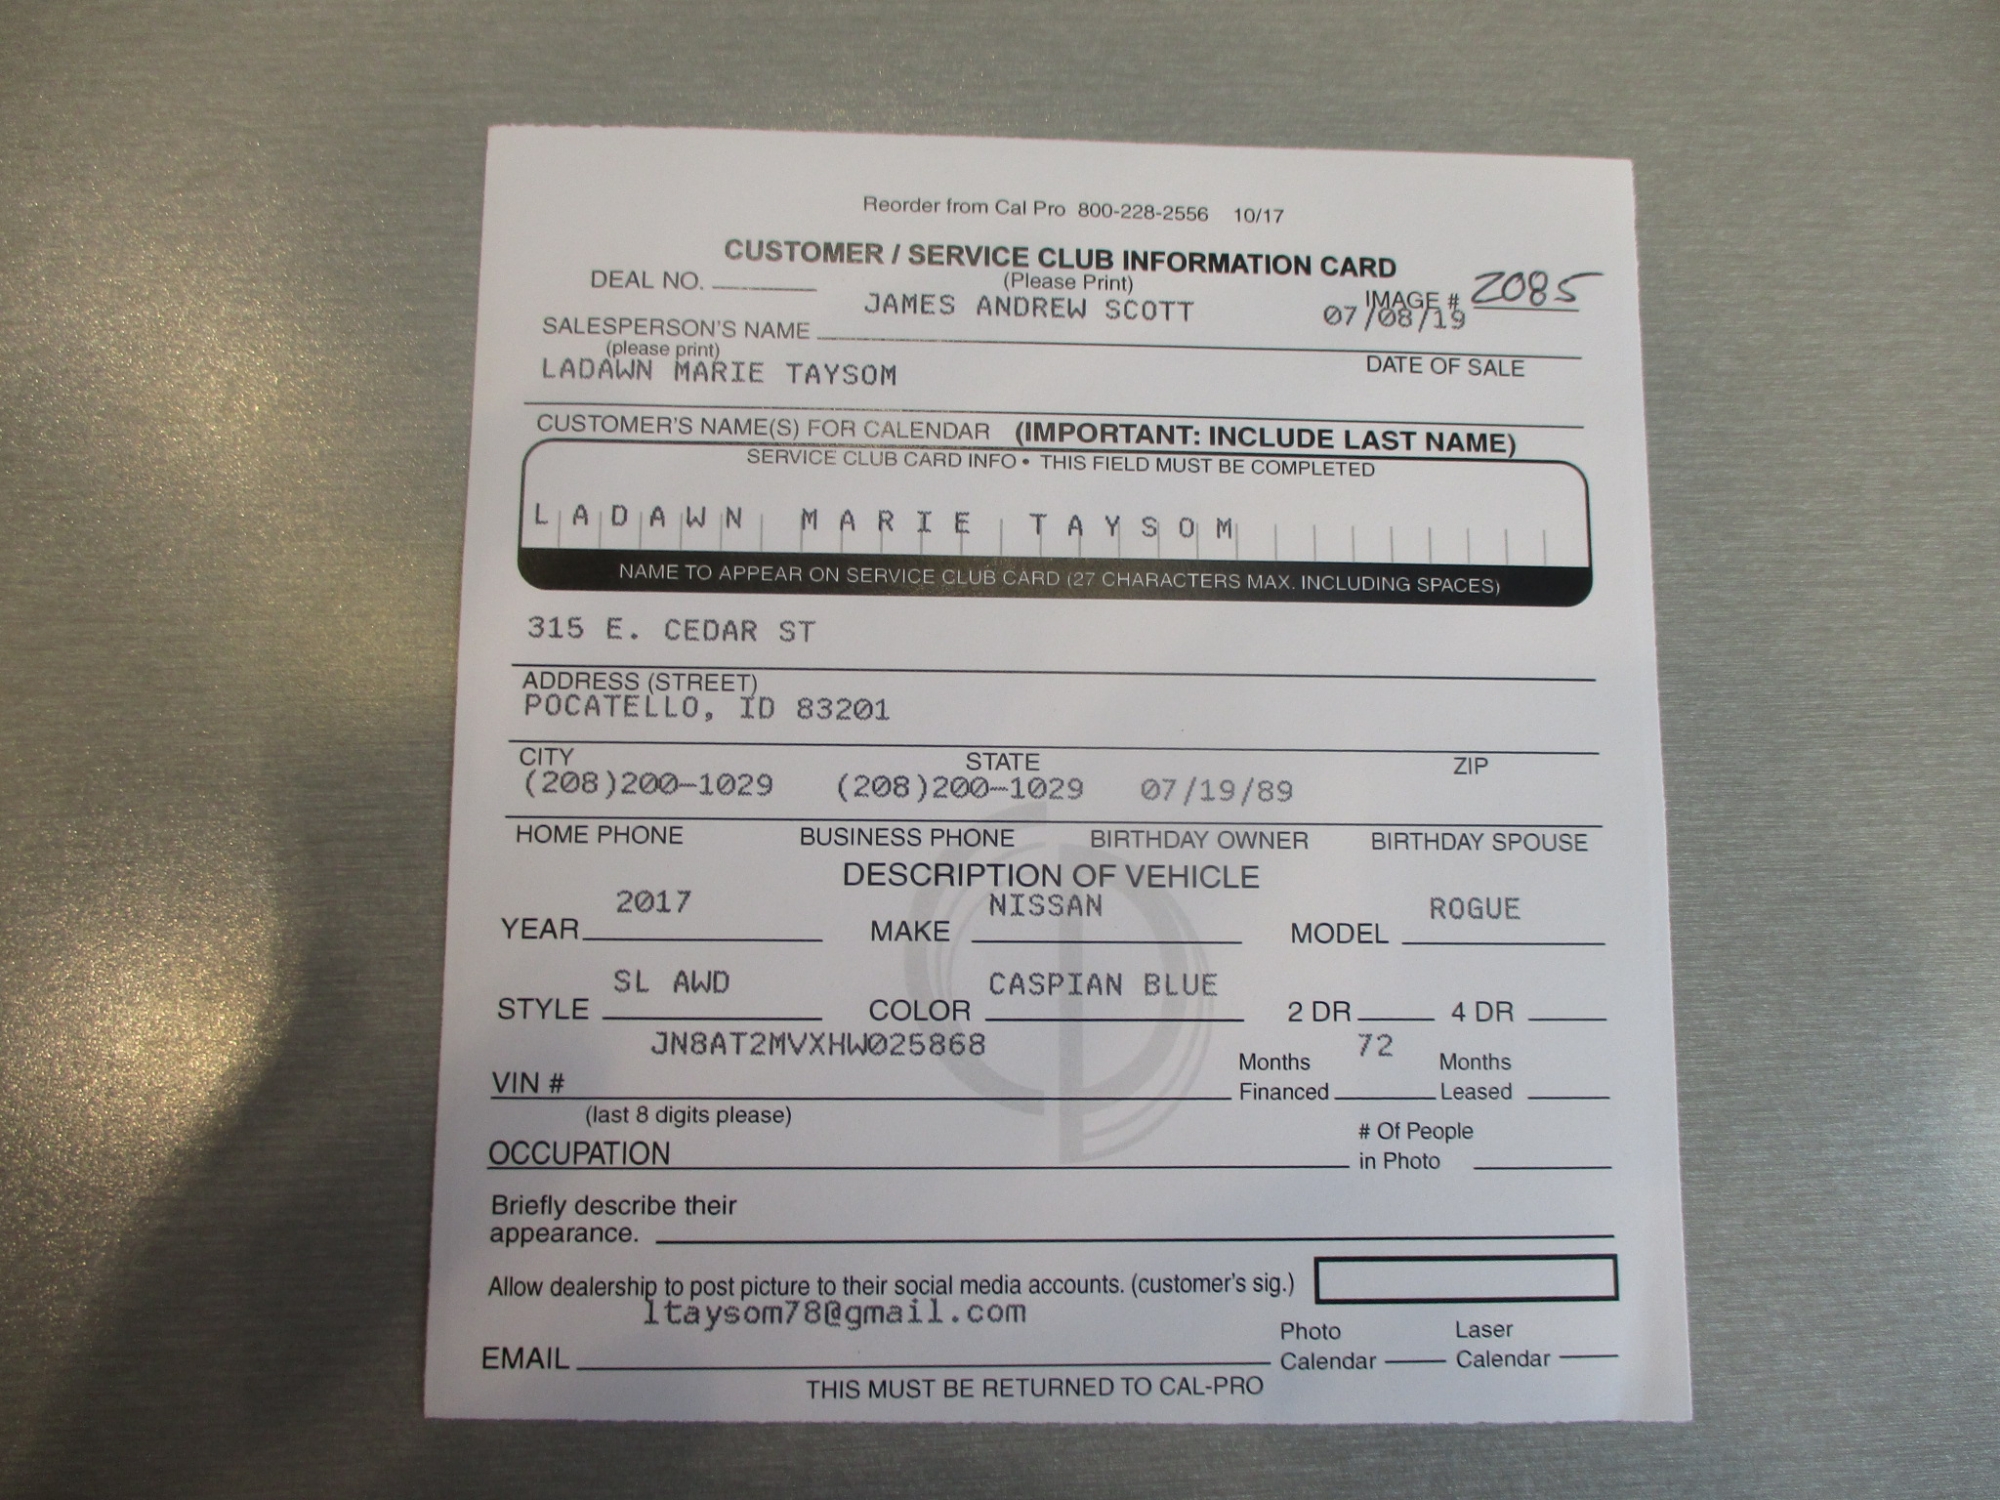 Reorder from Cal Pro 800-228-2556 10/17
CUSTOMER / SERVICE CLUB INFORMATION CARD
DEAL NO. (Please Print) IMAGE # 2085
JAMES ANDREW SCOTT 07/08/19
SALESPERSON'S NAME
(please print) DATE OF SALE
LADAWN MARIE TAYSOM
CUSTOMER'S NAME(S) FOR CALENDAR (IMPORTANT: INCLUDE LAST NAME)
SERVICE CLUB CARD INFO • THIS FIELD MUST BE COMPLETED
LADAWN MARIE TAYSOM
NAME TO APPEAR ON SERVICE CLUB CARD (27 CHARACTERS MAX. INCLUDING SPACES)
315 E. CEDAR ST
ADDRESS (STREET)
POCATELLO, ID 83201
CITY STATE ZIP
(208)200-1029 (208)200-1029 07/19/89
HOME PHONE BUSINESS PHONE BIRTHDAY OWNER BIRTHDAY SPOUSE
DESCRIPTION OF VEHICLE
2017 NISSAN ROGUE
YEAR MAKE MODEL
SL AWD CASPIAN BLUE
STYLE COLOR 2 DR 4 DR
JN8AT2MVXHW025868 72
VIN # Months Financed Months Leased
(last 8 digits please)
OCCUPATION # Of People in Photo
Briefly describe their
appearance.
Allow dealership to post picture to their social media accounts. (customer's sig.)
ltaysom78@gmail.com
EMAIL Photo Calendar Laser Calendar
THIS MUST BE RETURNED TO CAL-PRO